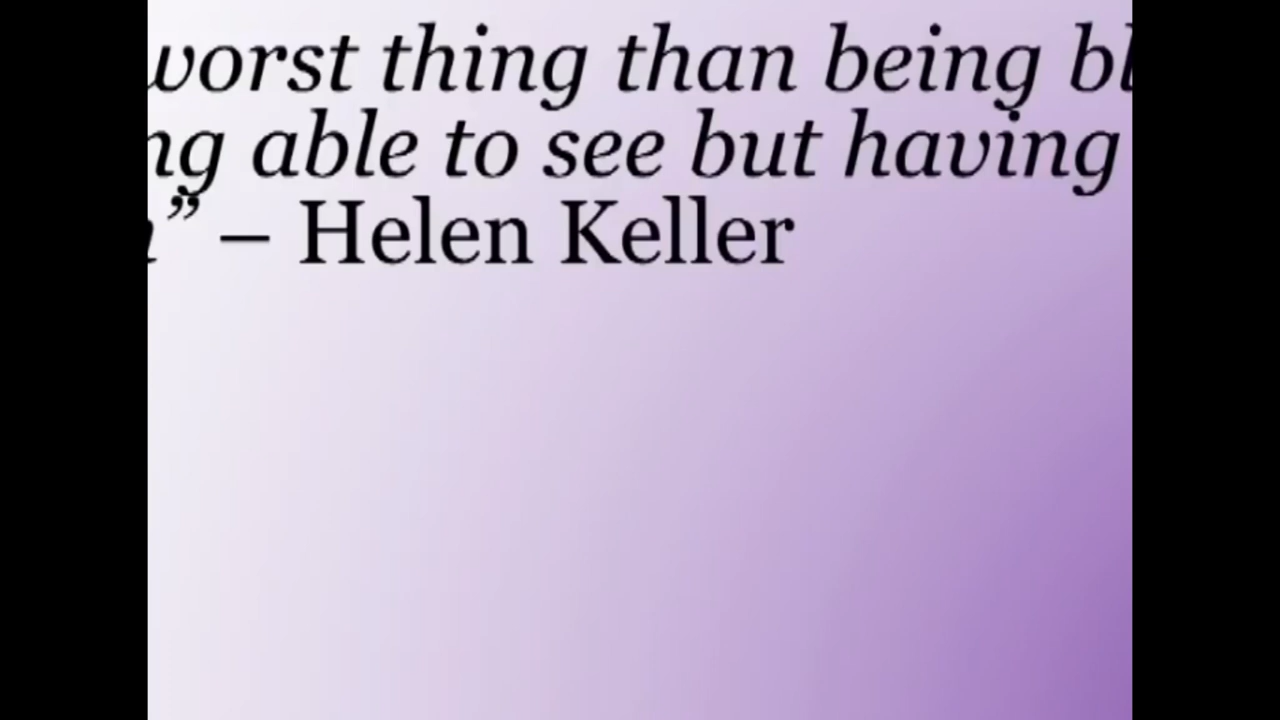 worst thing than being
able to see but having
” – Helen Keller